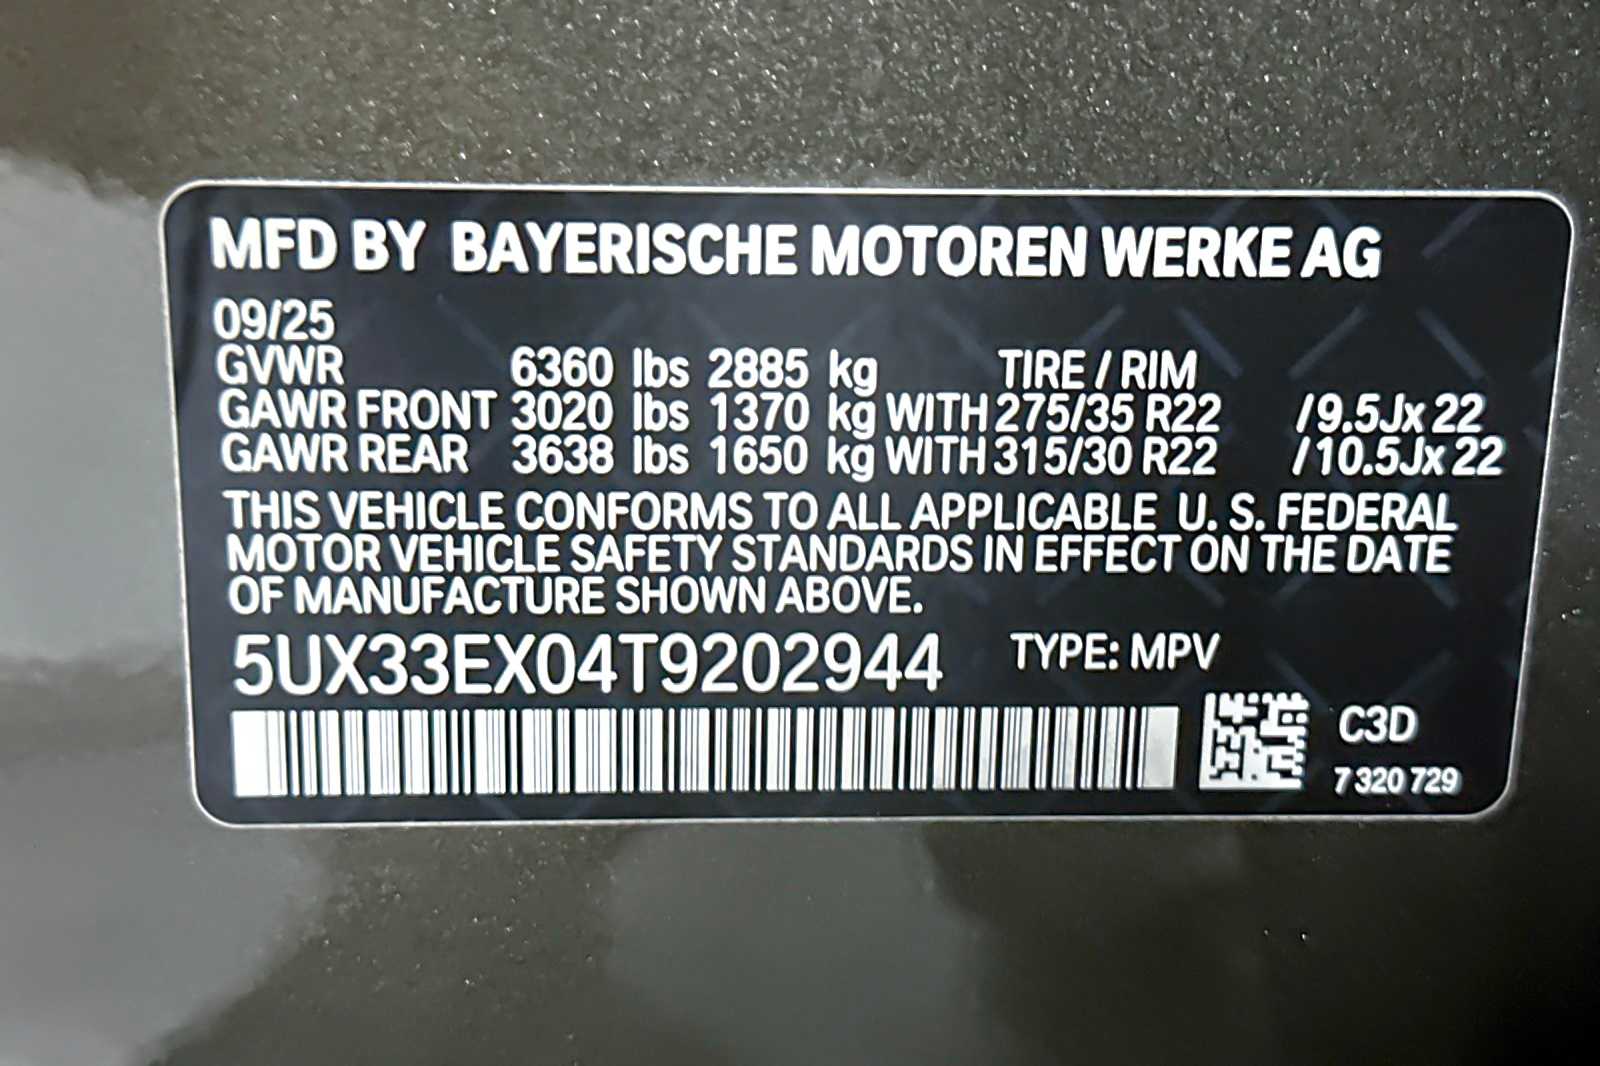 MFD BY BAYERISCHE MOTOREN WERKE AG
09/25
GVWR 6360 lbs 2885 kg TIRE / RIM
GAWR FRONT 3020 lbs 1370 kg WITH 275/35 R22 /9.5Jx 22
GAWR REAR 3638 lbs 1650 kg WITH 315/30 R22 /10.5Jx 22
THIS VEHICLE CONFORMS TO ALL APPLICABLE U. S. FEDERAL
MOTOR VEHICLE SAFETY STANDARDS IN EFFECT ON THE DATE
OF MANUFACTURE SHOWN ABOVE.
5UX33EX04T9202944 TYPE: MPV
C3D
7 320 729